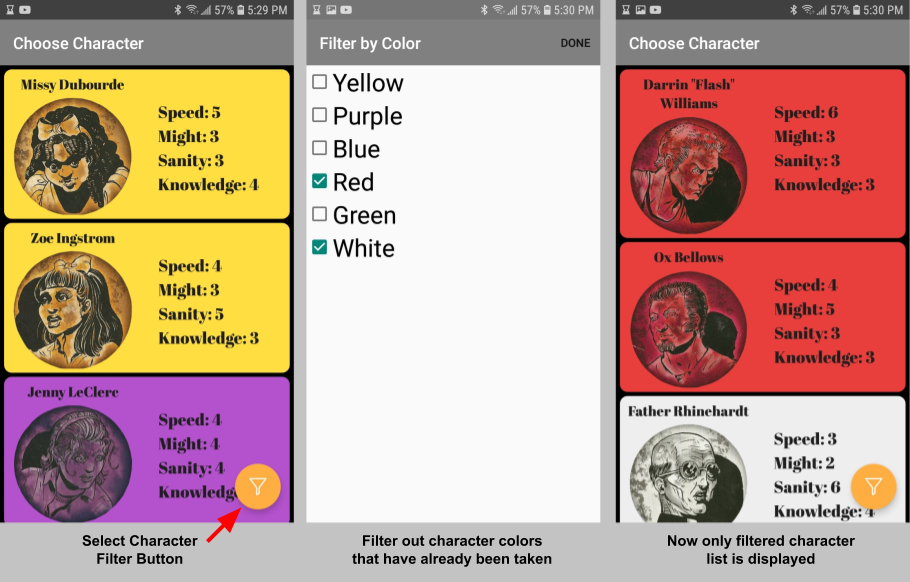 57% 5:29 PM
Choose Character
Missy Dubourde
Speed: 5
Might: 3
Sanity: 3
Knowledge: 4
Zoe Ingstrom
Speed: 4
Might: 3
Sanity: 5
Knowledge: 3
Jenny LeClerc
Speed: 4
Might: 4
Sanity: 4
Knowledge
Select Character
Filter Button
57% 5:30 PM
Filter by Color
DONE
Yellow
Purple
Blue
Red
Green
White
Filter out character colors
that have already been taken
57% 5:30 PM
Choose Character
Darrin "Flash"
Williams
Speed: 6
Might: 3
Sanity: 3
Knowledge: 3
Ox Bellows
Speed: 4
Might: 5
Sanity: 3
Knowledge: 3
Father Rhinehardt
Speed: 3
Might: 2
Sanity: 6
Knowledge: 4
Now only filtered character
list is displayed